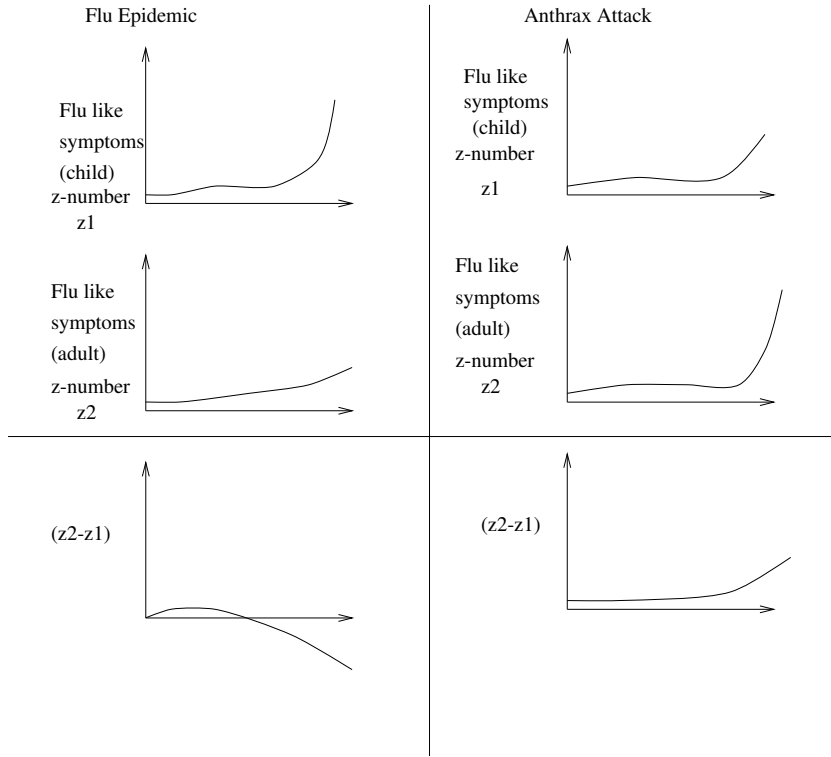 Flu Epidemic
Anthrax Attack
Flu like
symptoms
(child)
z-number
z1
Flu like
symptoms
(child)
z-number
z1
Flu like
symptoms
(adult)
z-number
z2
Flu like
symptoms
(adult)
z-number
z2
(z2-z1)
(z2-z1)